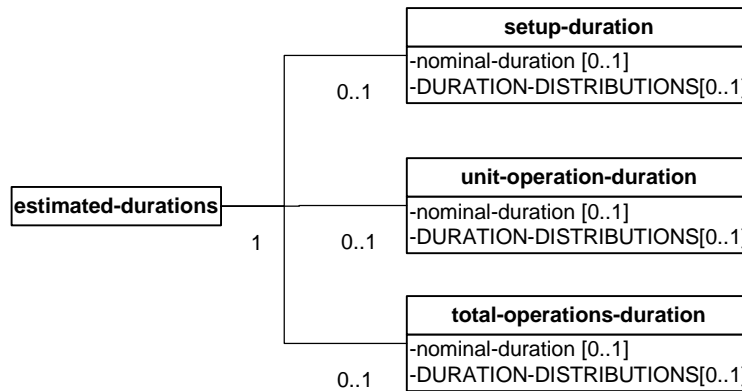 setup-duration
-nominal-duration [0..1]
-DURATION-DISTRIBUTIONS[0..1]
0..1
unit-operation-duration
-nominal-duration [0..1]
-DURATION-DISTRIBUTIONS[0..1]
estimated-durations
1
0..1
total-operations-duration
-nominal-duration [0..1]
-DURATION-DISTRIBUTIONS[0..1]
0..1